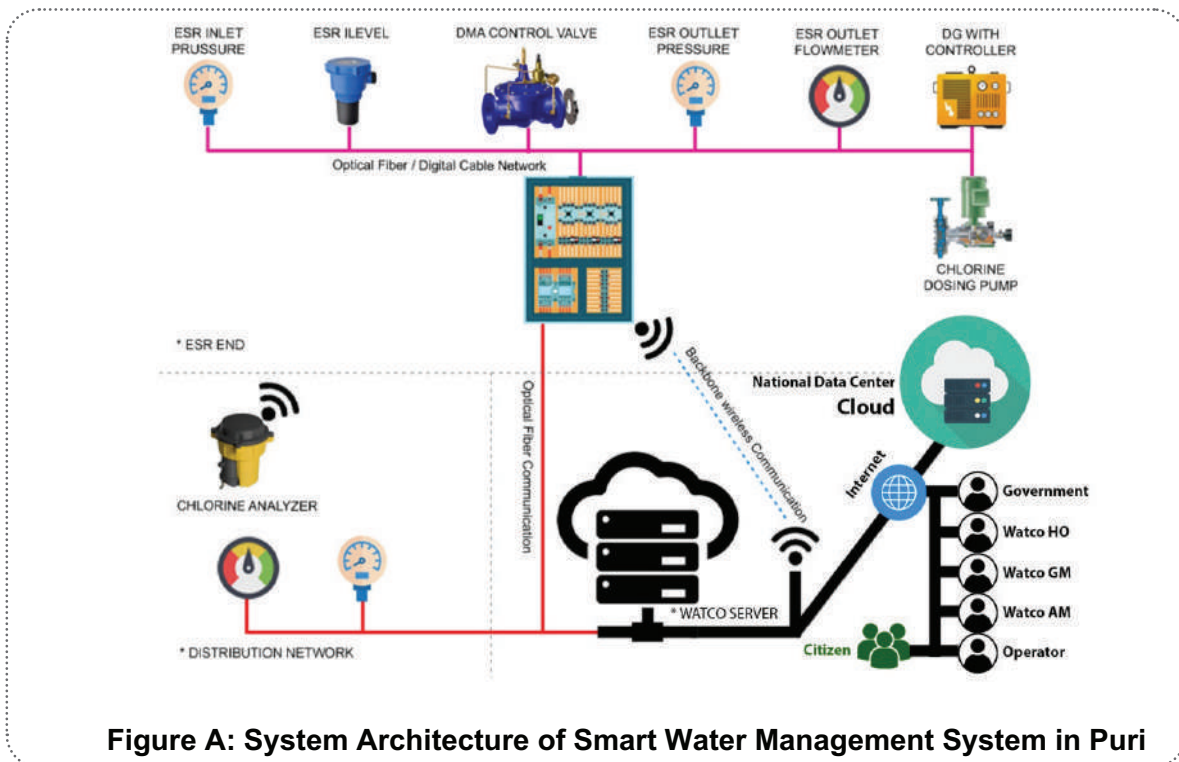 ESR INLET
PRUSSURE
ESR ILEVEL
DMA CONTROL VALVE
ESR OUTLLET
PRESSURE
ESR OUTLET
FLOWMETER
DG WITH
CONTROLLER
Optical Fiber / Digital Cable Network
CHLORINE
DOSING PUMP
* ESR END
Optical Fiber Communication
Backbone wireless Communication
National Data Center
Cloud
CHLORINE ANALYZER
Internet
Government
Watco HO
Watco GM
* WATCO SERVER
Watco AM
* DISTRIBUTION NETWORK
Citizen
Operator
Figure A: System Architecture of Smart Water Management System in Puri